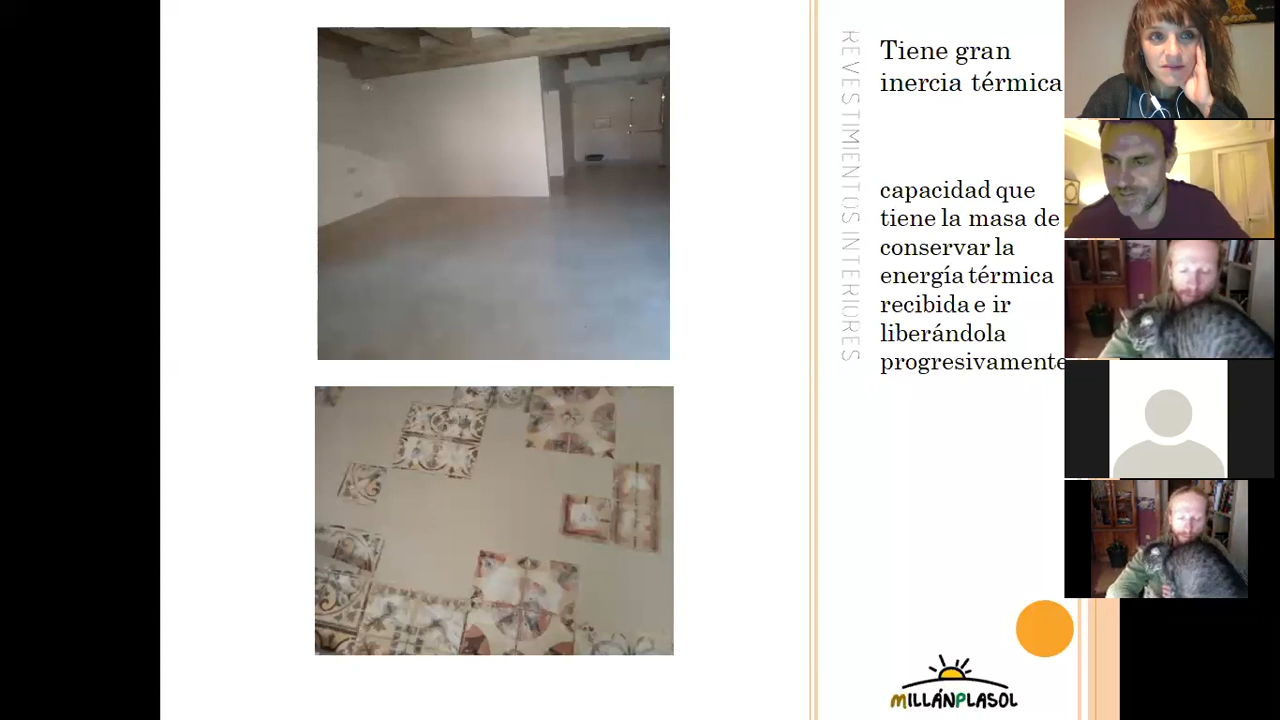 REVESTIMIENTOS INTERIORES
Tiene gran
inercia térmica
capacidad que
tiene la masa de
conservar la
energía térmica
recibida e ir
liberándola
progresivamente
MILLÁNPLASOL